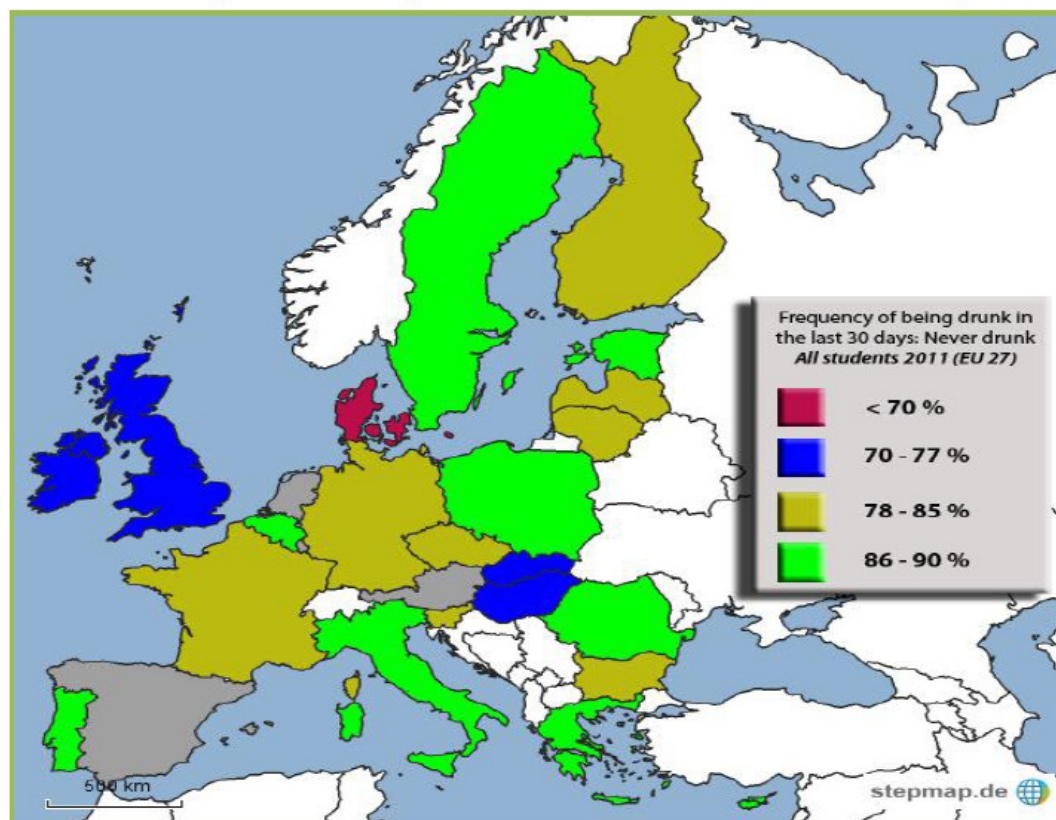 Frequency of being drunk in
the last 30 days: Never drunk
All students 2011 (EU 27)
< 70 %
70 - 77 %
78 - 85 %
86 - 90 %
500 km
stepmap.de